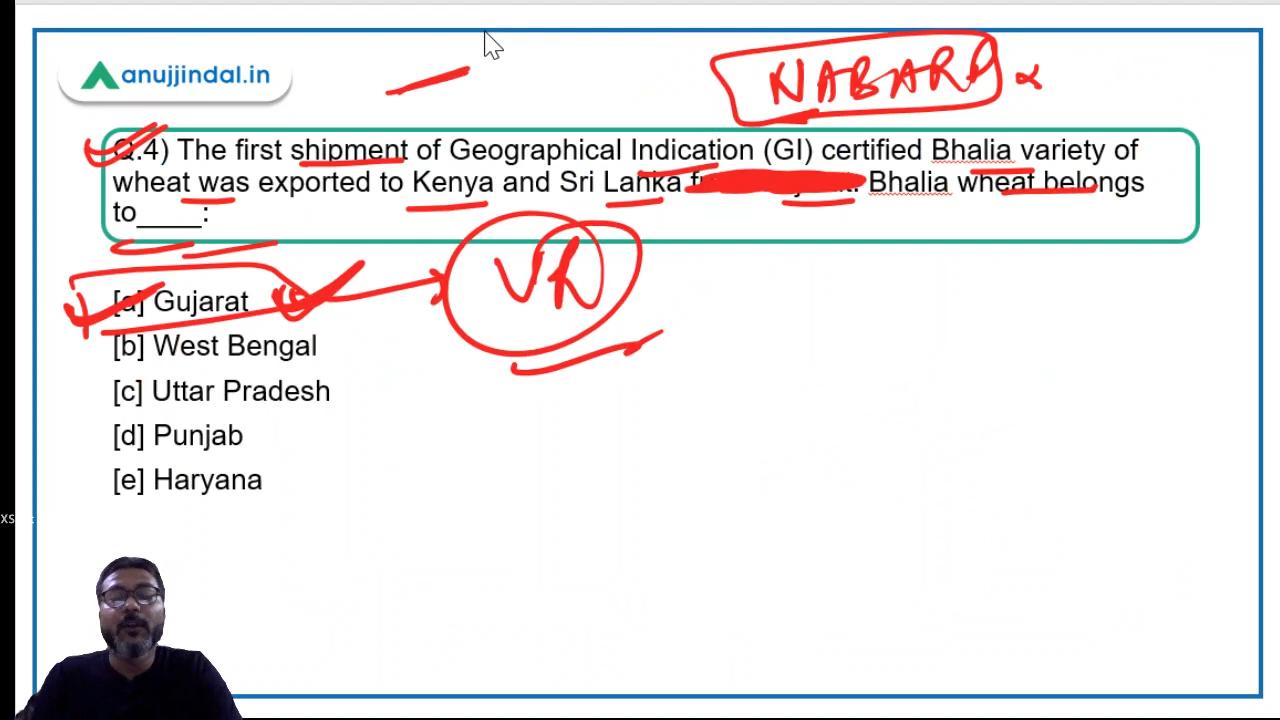 anujjindal.in
NABARD
Q.4) The first shipment of Geographical Indication (GI) certified Bhalia variety of
wheat was exported to Kenya and Sri Lanka Bhalia wheat belongs
to____:
[a] Gujarat
VR
[b] West Bengal
[c] Uttar Pradesh
[d] Punjab
[e] Haryana